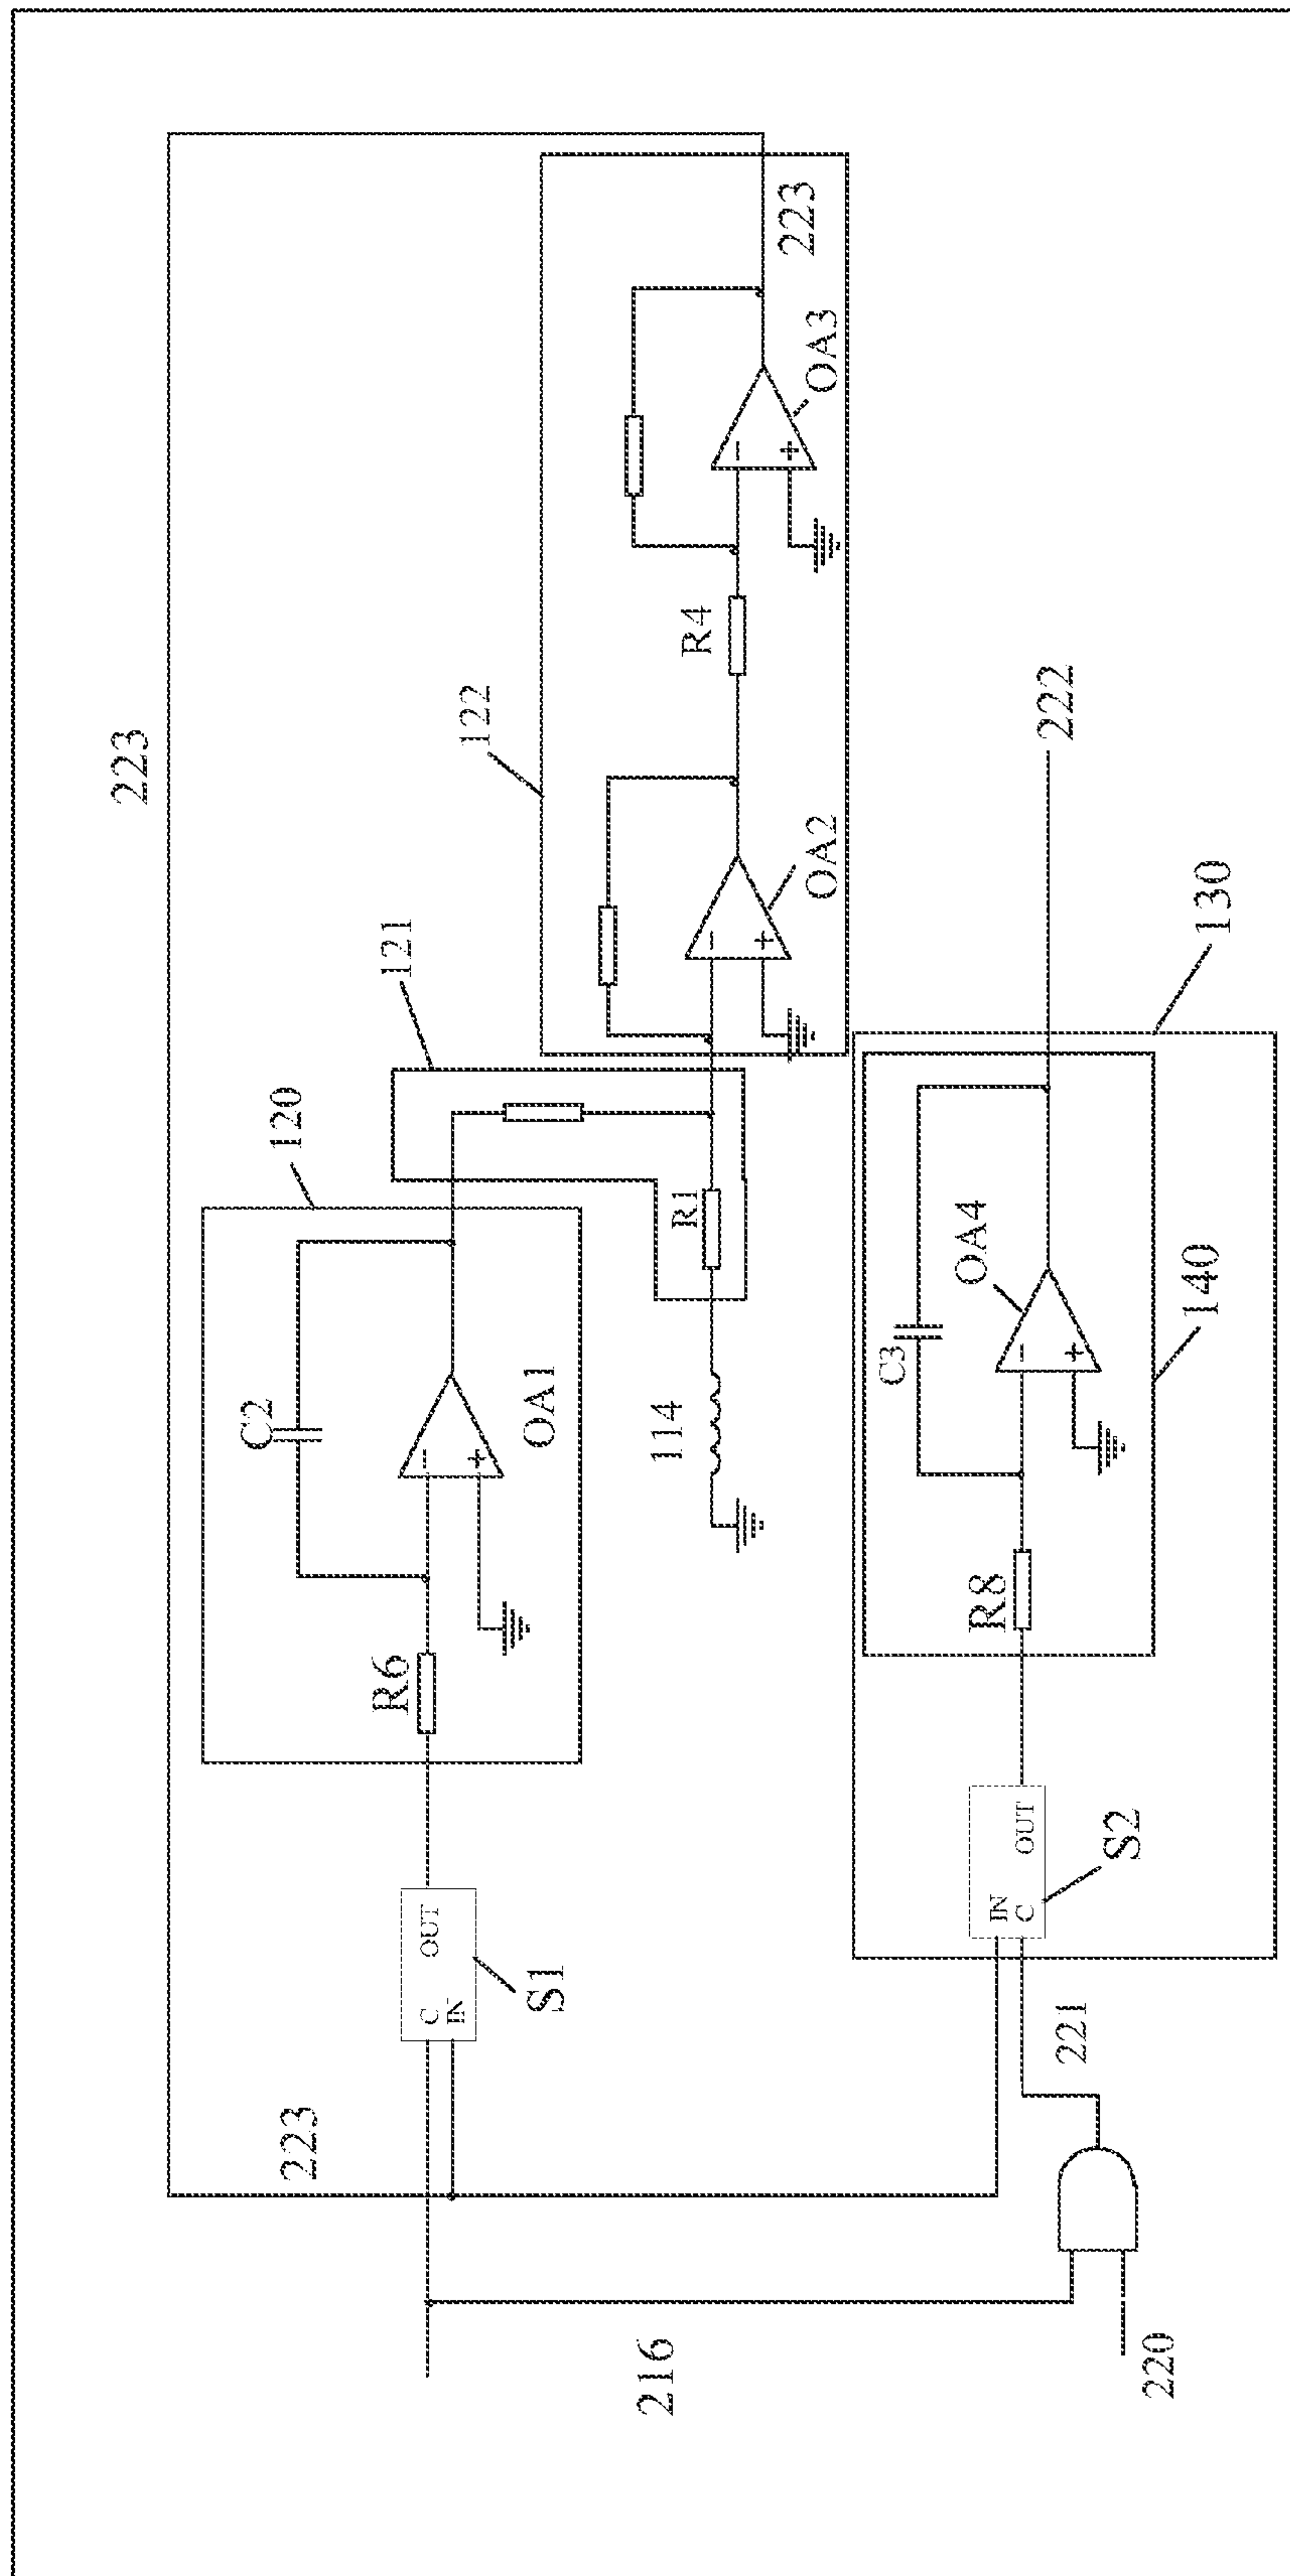 223
122
R4
OA3
223
OA2
121
120
C2
OA1
R6
R1
114
C OUT
IN
S1
223
222
130
C3
OA4
140
R8
IN OUT
C
S2
221
216
220